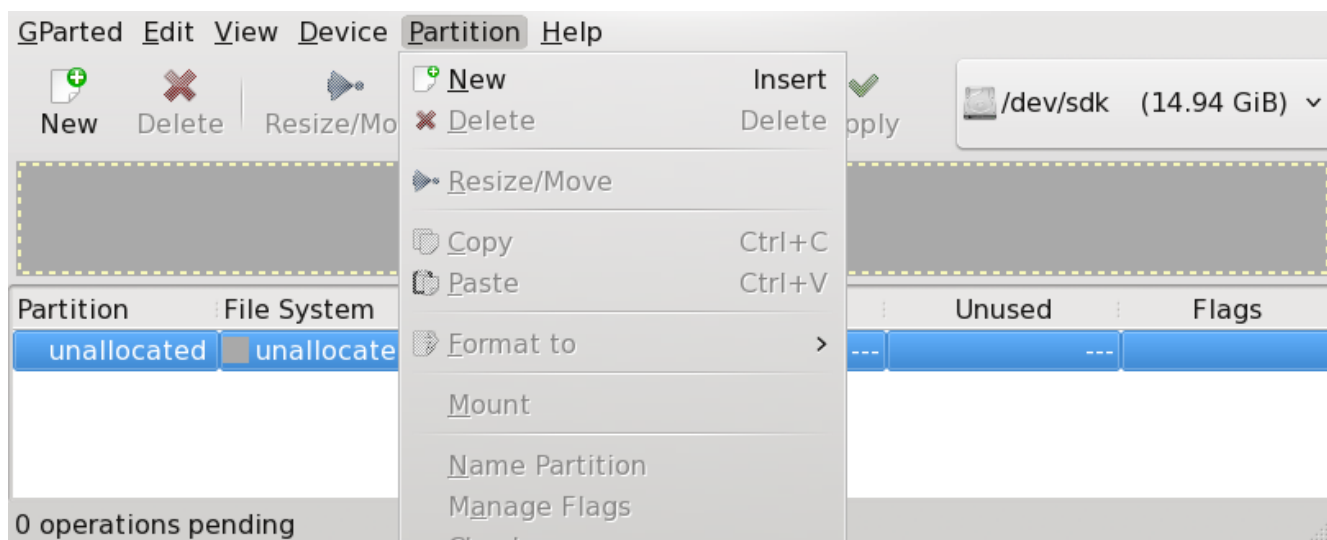 GParted Edit View Device Partition Help
New Delete Resize/Mo pply /dev/sdk (14.94 GiB)
New Insert
Delete Delete
Resize/Move
Copy Ctrl+C
Paste Ctrl+V
Format to
Mount
Name Partition
Manage Flags
Partition File System Unused Flags
unallocated unallocate --- ---
0 operations pending